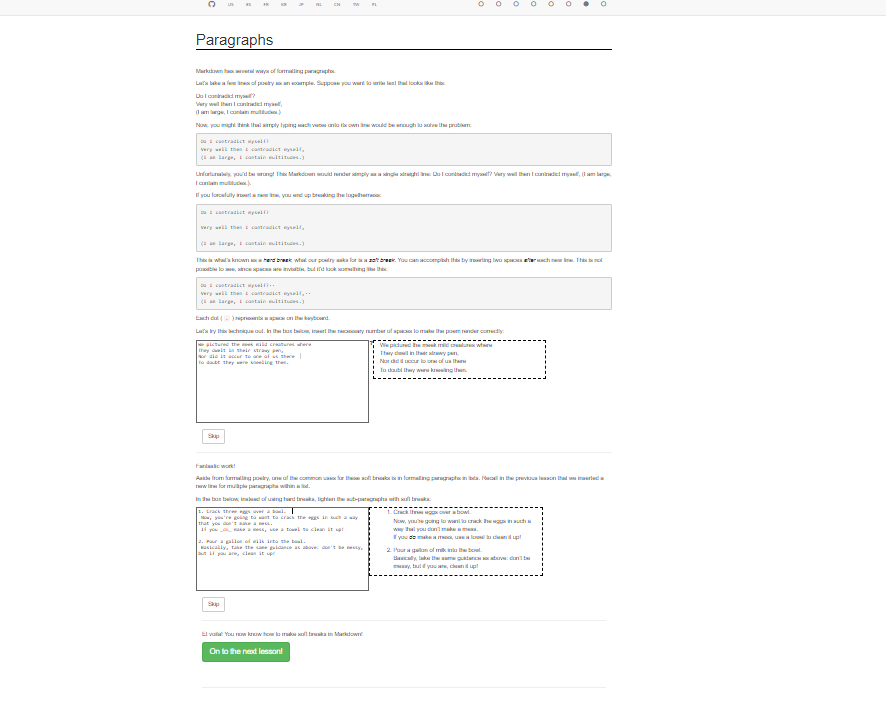 US ES FR KR JP NL CN TW PL
Paragraphs
Markdown has several ways of formatting paragraphs.
Let's take a few lines of poetry as an example. Suppose you want to write text that looks like this:
Do I contradict myself?
Very well then I contradict myself,
(I am large, I contain multitudes.)
Now, you might think that simply typing each verse onto its own line would be enough to solve the problem:
Do I contradict myself?
Very well then I contradict myself,
(I am large, I contain multitudes.)
Unfortunately, you'd be wrong! This Markdown would render simply as a single straight line: Do I contradict myself? Very well then I contradict myself, (I am large,
I contain multitudes.).
If you forcefully insert a new line, you end up breaking the togetherness:
Do I contradict myself?
Very well then I contradict myself,
(I am large, I contain multitudes.)
This is what's known as a hard break; what our poetry asks for is a soft break. You can accomplish this by inserting two spaces after each new line. This is not
possible to see, since spaces are invisible, but it'd look something like this:
Do I contradict myself?··
Very well then I contradict myself,··
(I am large, I contain multitudes.)
Each dot ( · ) represents a space on the keyboard.
Let's try this technique out. In the box below, insert the necessary number of spaces to make the poem render correctly:
We pictured the meek mild creatures where
They dwelt in their strawy pen,
Nor did it occur to one of us there
To doubt they were kneeling then.
We pictured the meek mild creatures where
They dwelt in their strawy pen,
Nor did it occur to one of us there
To doubt they were kneeling then.
Skip
Fantastic work!
Aside from formatting poetry, one of the common uses for these soft breaks is in formatting paragraphs in lists. Recall in the previous lesson that we inserted a
new line for multiple paragraphs within a list.
In the box below, instead of using hard breaks, tighten the sub-paragraphs with soft breaks:
1. Crack three eggs over a bowl.
Now, you're going to want to crack the eggs in such a way
that you don't make a mess.
If you _do_ make a mess, use a towel to clean it up!
2. Pour a gallon of milk into the bowl.
Basically, take the same guidance as above: don't be messy,
but if you are, clean it up!
1. Crack three eggs over a bowl.
Now, you're going to want to crack the eggs in such a
way that you don't make a mess.
If you do make a mess, use a towel to clean it up!
2. Pour a gallon of milk into the bowl.
Basically, take the same guidance as above: don't be
messy, but if you are, clean it up!
Skip
Et voila! You now know how to make soft breaks in Markdown!
On to the next lesson!